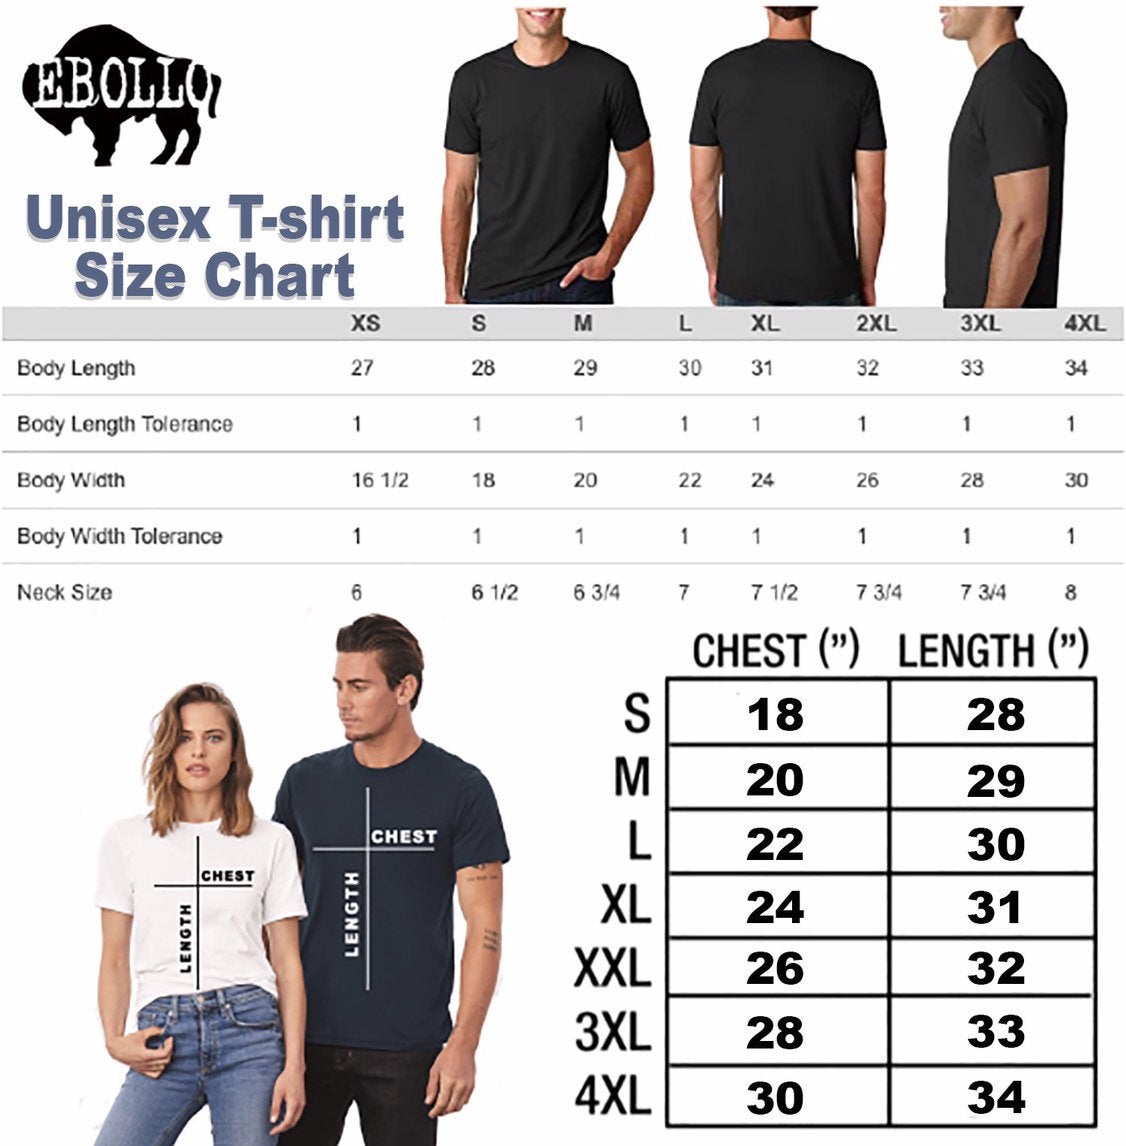 EBOLLO
Unisex T-shirt
Size Chart
XS S M L XL 2XL 3XL 4XL
Body Length 27 28 29 30 31 32 33 34
Body Length Tolerance 1 1 1 1 1 1 1 1
Body Width 16 1/2 18 20 22 24 26 28 30
Body Width Tolerance 1 1 1 1 1 1 1 1
Neck Size 6 6 1/2 6 3/4 7 7 1/2 7 3/4 7 3/4 8
CHEST (”) LENGTH (”)
S 18 28
M 20 29
L 22 30
XL 24 31
XXL 26 32
3XL 28 33
4XL 30 34
CHEST
LENGTH
CHEST
LENGTH